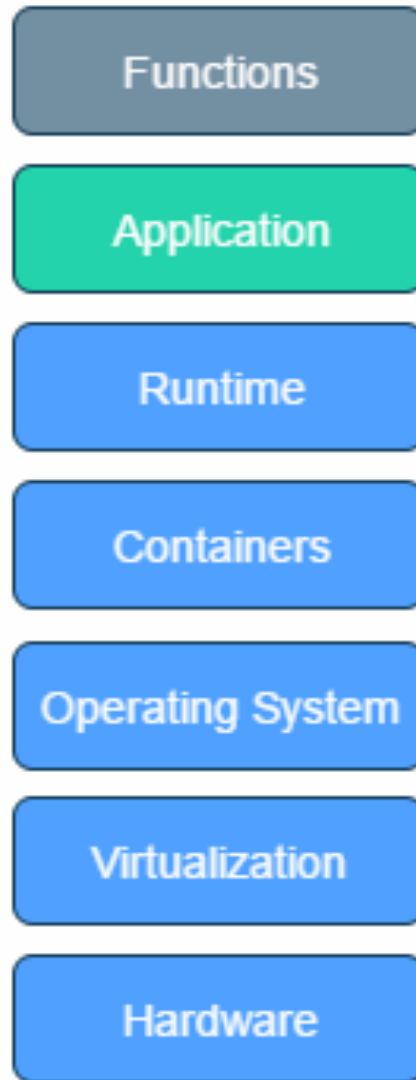 Functions
Application
Runtime
Containers
Operating System
Virtualization
Hardware